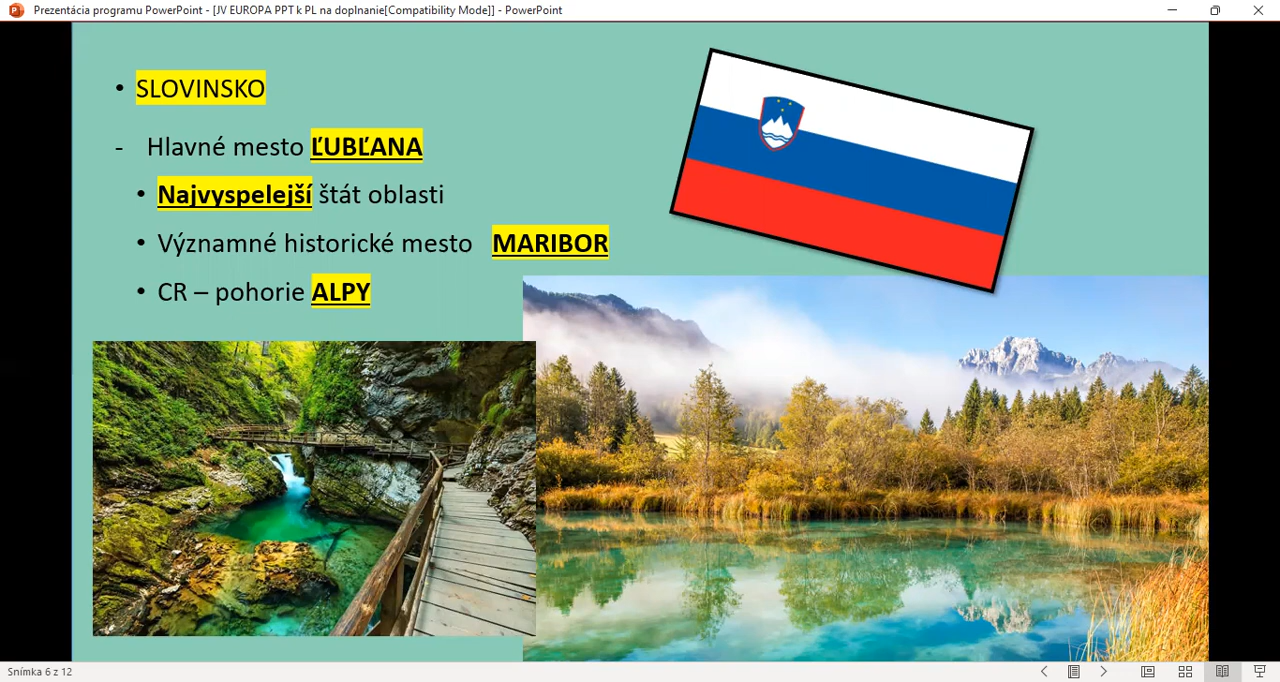 Prezentácia programu PowerPoint - [JV EUROPA PPT k PL na doplnanie[Compatibility Mode]] - PowerPoint
• SLOVINSKO
- Hlavné mesto ĽUBĽANA
• Najvyspelejší štát oblasti
• Významné historické mesto MARIBOR
• CR – pohorie ALPY
Snímka 6 z 12